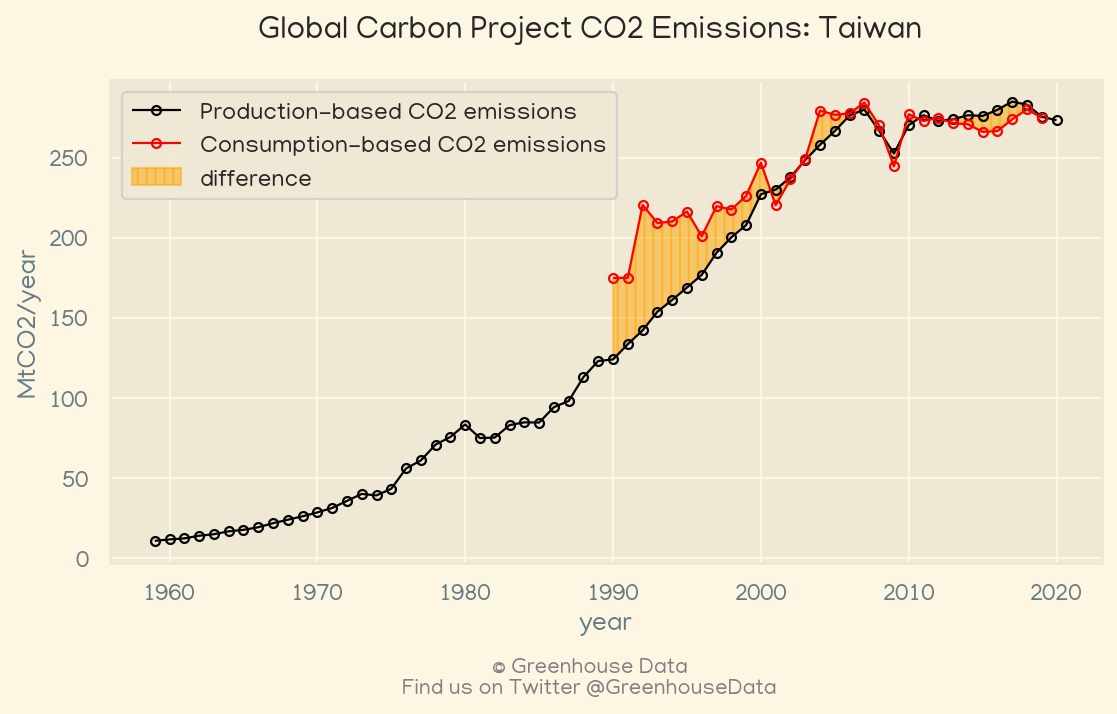 Global Carbon Project CO2 Emissions: Taiwan
Production-based CO2 emissions
Consumption-based CO2 emissions
difference
250
200
150
100
50
0
MtCO2/year
1960 1970 1980 1990 2000 2010 2020
year
© Greenhouse Data
Find us on Twitter @GreenhouseData